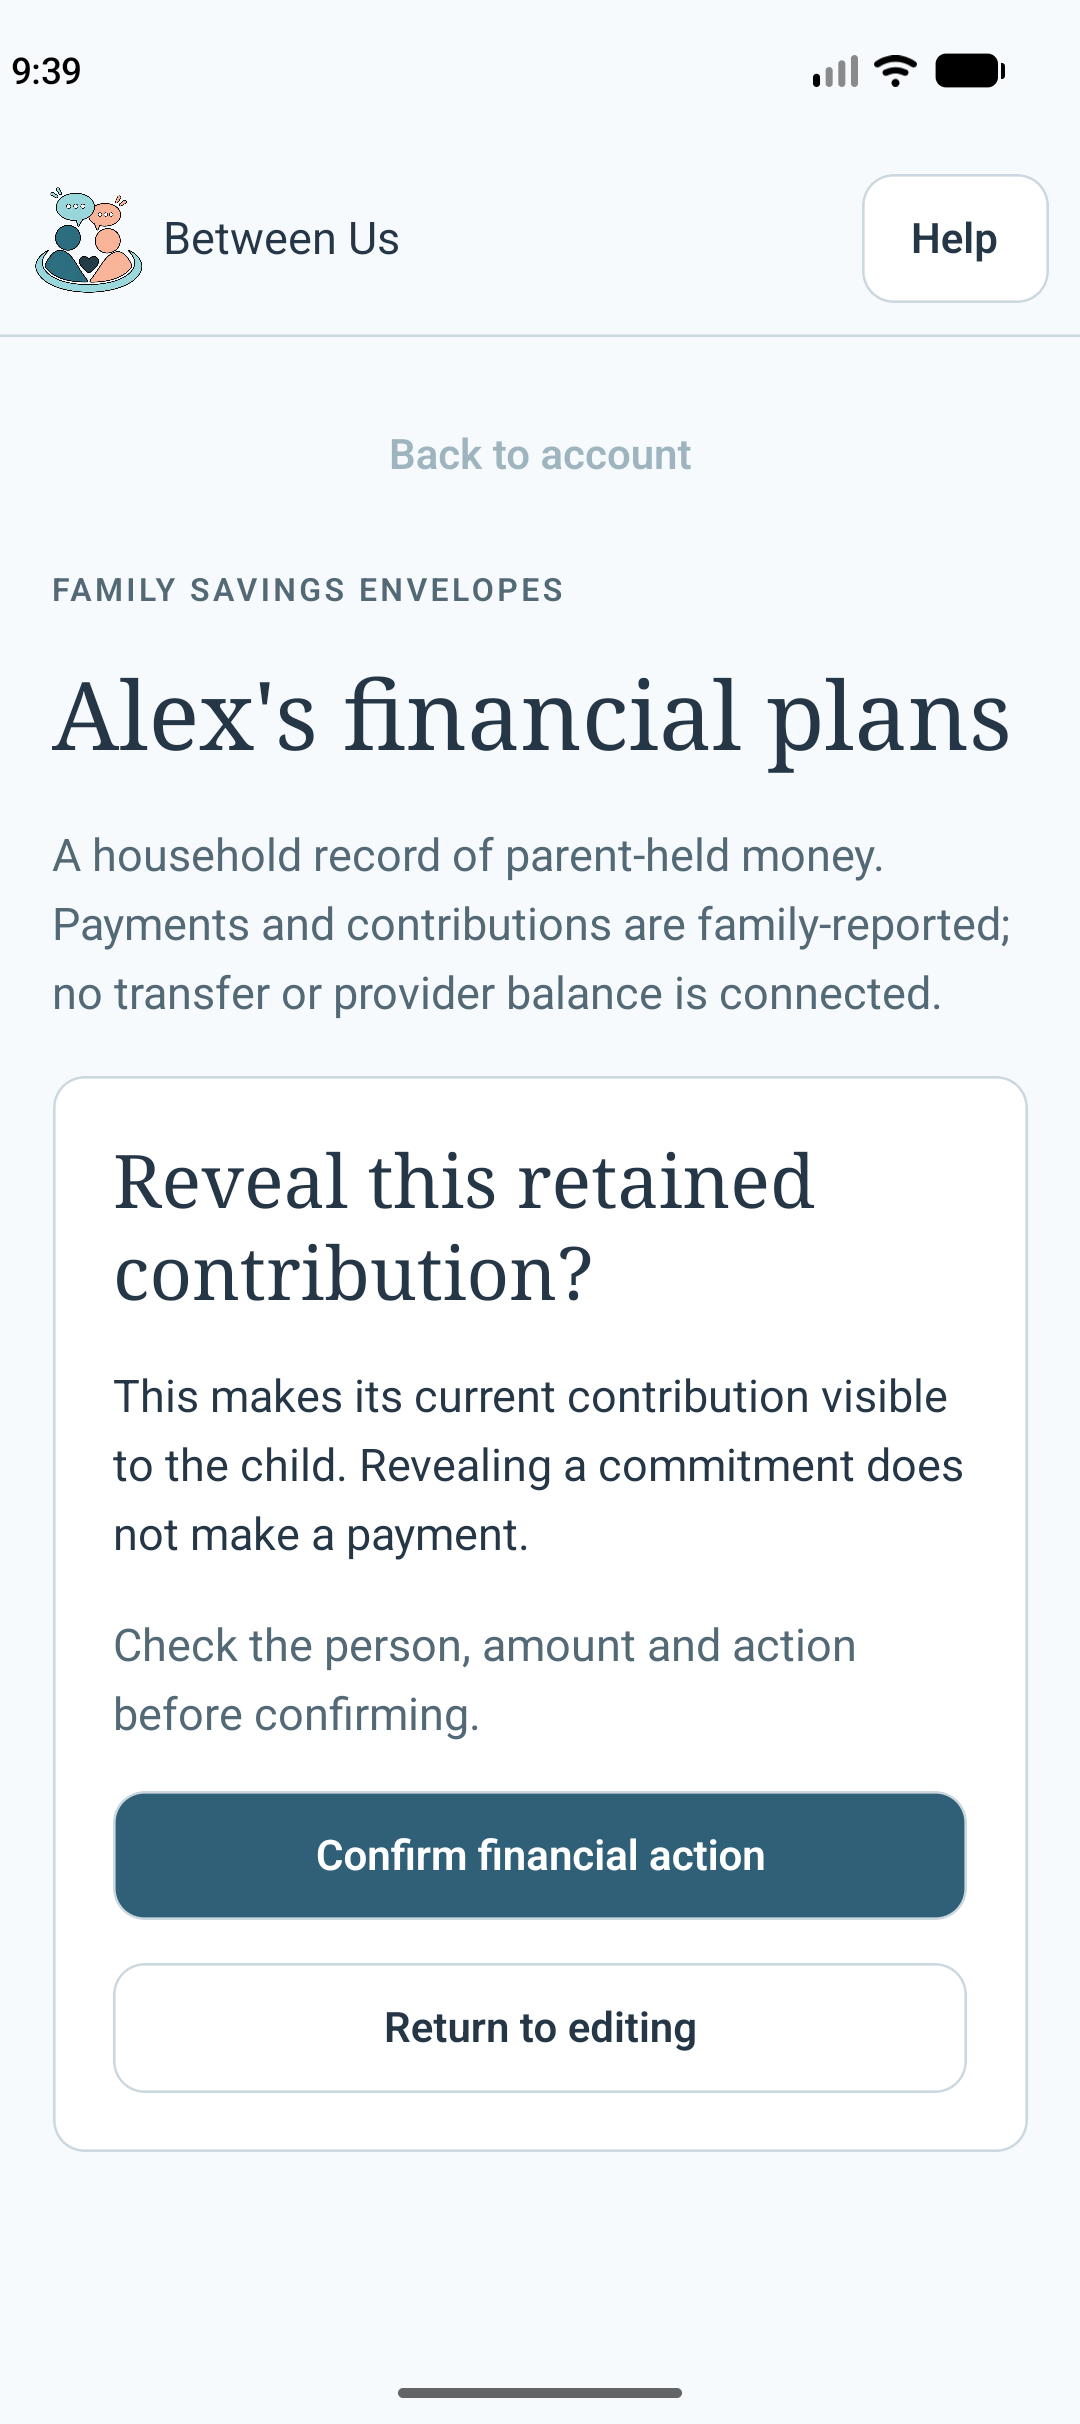 9:39
Between Us
Help
Back to account
FAMILY SAVINGS ENVELOPES
Alex's financial plans
A household record of parent-held money.
Payments and contributions are family-reported;
no transfer or provider balance is connected.
Reveal this retained
contribution?
This makes its current contribution visible
to the child. Revealing a commitment does
not make a payment.
Check the person, amount and action
before confirming.
Confirm financial action
Return to editing